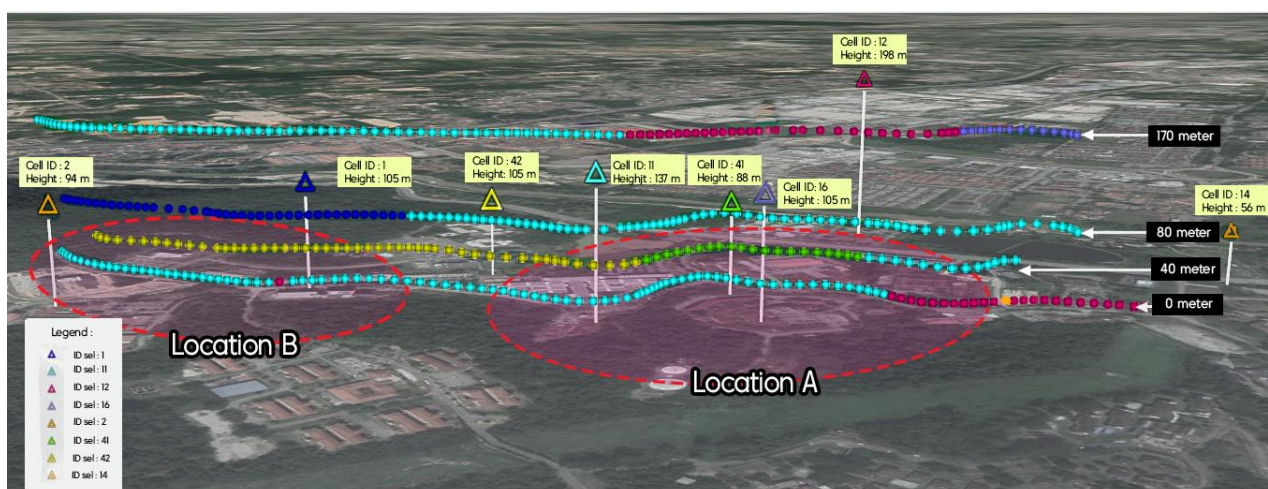 Cell ID : 12
Height : 198 m
170 meter
Cell ID : 2
Height : 94 m
Cell ID : 1
Height : 105 m
Cell ID : 42
Height: 105 m
Cell ID: 11
Heighjt : 137 m
Cell ID : 41
Height : 88 m
Cell ID : 16
Height : 105 m
Cell ID : 14
Height : 56 m
80 meter
40 meter
0 meter
Location B
Location A
Legend :
ID sel : 1
ID sel : 11
ID sel : 12
ID sel : 16
ID sel : 2
ID sel : 41
ID sel : 42
ID sel : 14